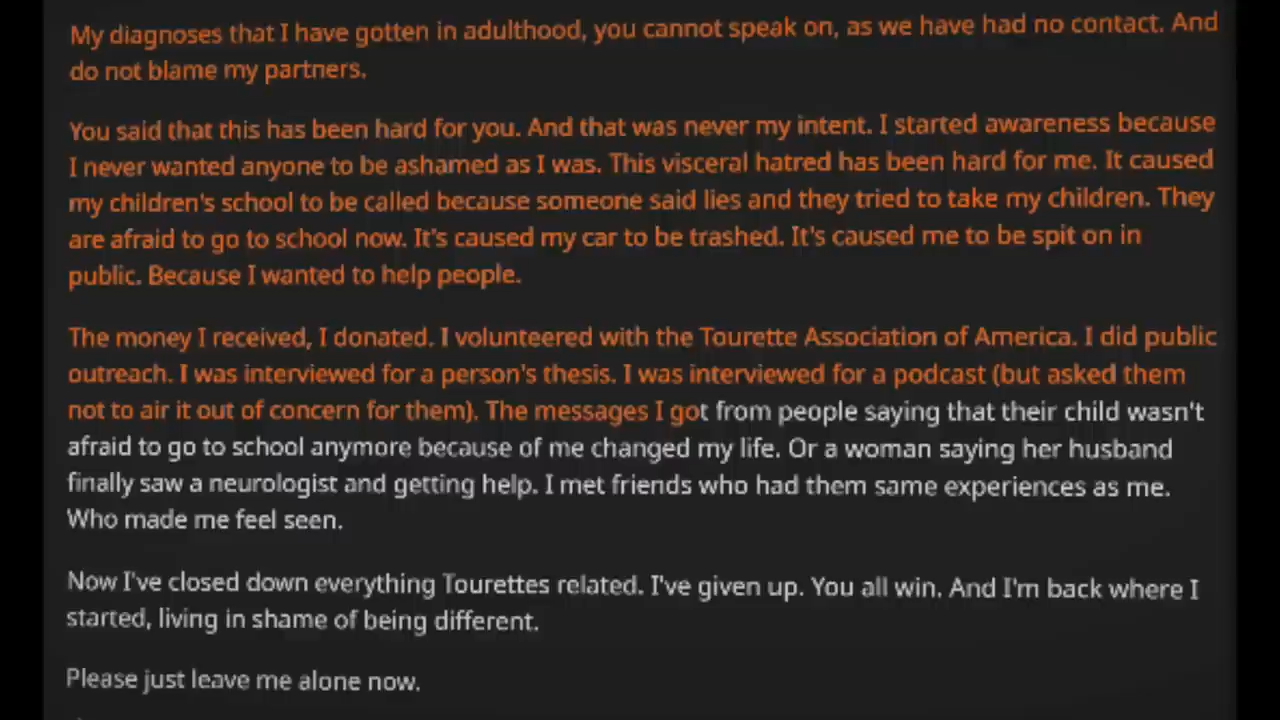 My diagnoses that I have gotten in adulthood, you cannot speak on, as we have had no contact. And
do not blame my partners.
You said that this has been hard for you. And that was never my intent. I started awareness because
I never wanted anyone to be ashamed as I was. This visceral hatred has been hard for me. It caused
my children's school to be called because someone said lies and they tried to take my children. They
are afraid to go to school now. It's caused my car to be trashed. It's caused me to be spit on in
public. Because I wanted to help people.
The money I received, I donated. I volunteered with the Tourette Association of America. I did public
outreach. I was interviewed for a person's thesis. I was interviewed for a podcast (but asked them
not to air it out of concern for them). The messages I got from people saying that their child wasn't
afraid to go to school anymore because of me changed my life. Or a woman saying her husband
finally saw a neurologist and getting help. I met friends who had them same experiences as me.
Who made me feel seen.
Now I've closed down everything Tourettes related. I've given up. You all win. And I'm back where I
started, living in shame of being different.
Please just leave me alone now.